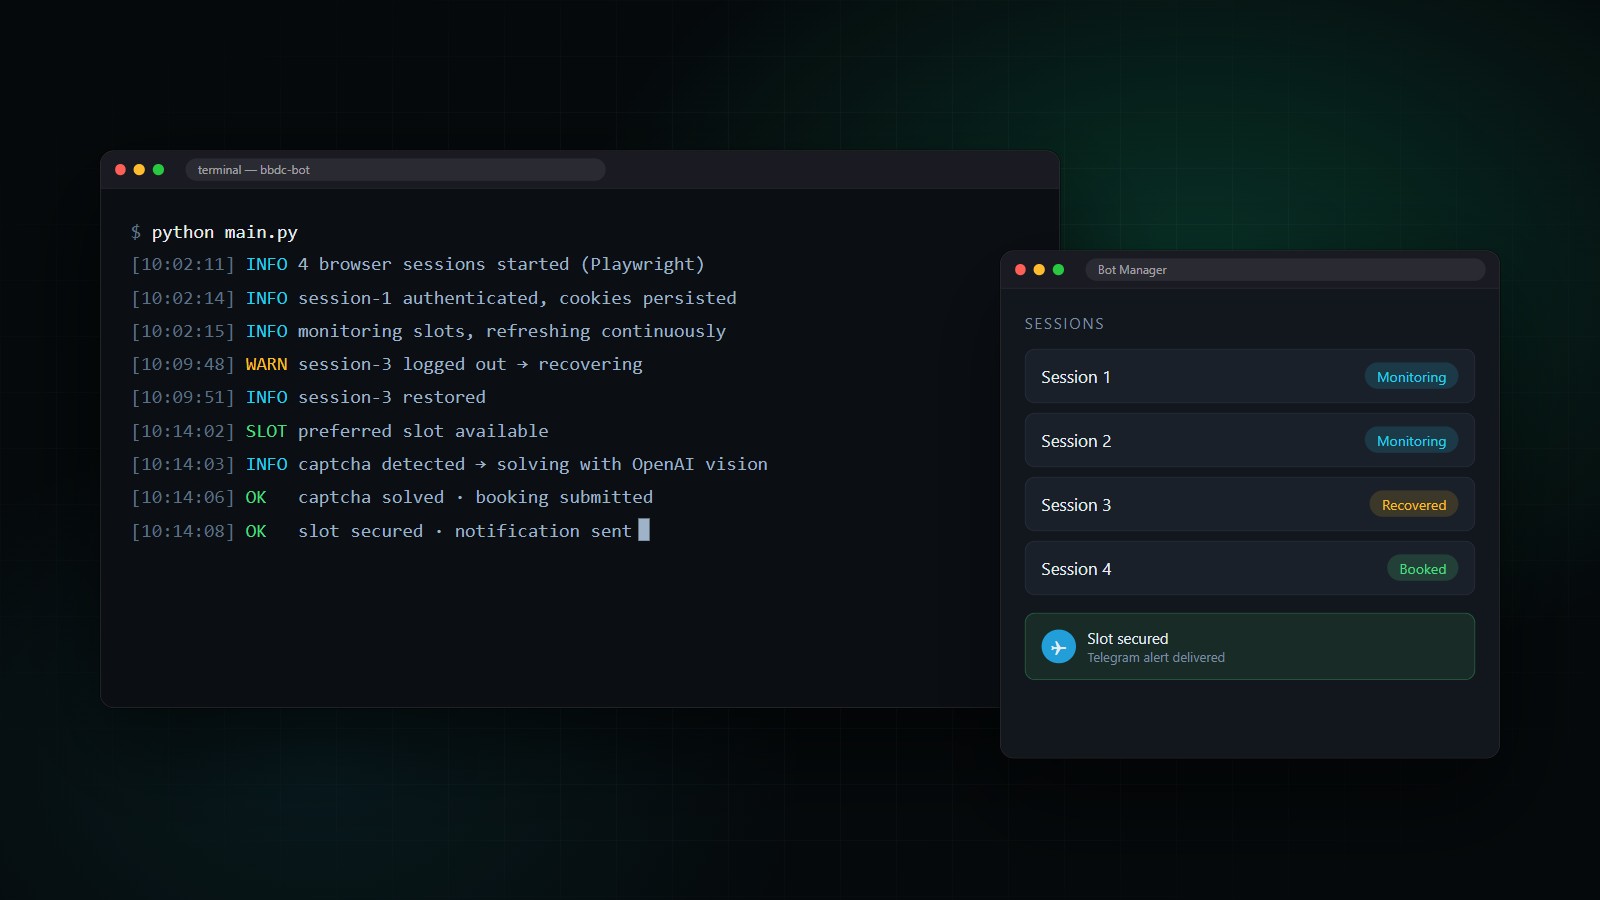 terminal — bbdc-bot
$ python main.py
[10:02:11] INFO 4 browser sessions started (Playwright)
[10:02:14] INFO session-1 authenticated, cookies persisted
[10:02:15] INFO monitoring slots, refreshing continuously
[10:09:48] WARN session-3 logged out → recovering
[10:09:51] INFO session-3 restored
[10:14:02] SLOT preferred slot available
[10:14:03] INFO captcha detected → solving with OpenAI vision
[10:14:06] OK captcha solved · booking submitted
[10:14:08] OK slot secured · notification sent
Bot Manager
SESSIONS
Session 1 Monitoring
Session 2 Monitoring
Session 3 Recovered
Session 4 Booked
Slot secured
Telegram alert delivered